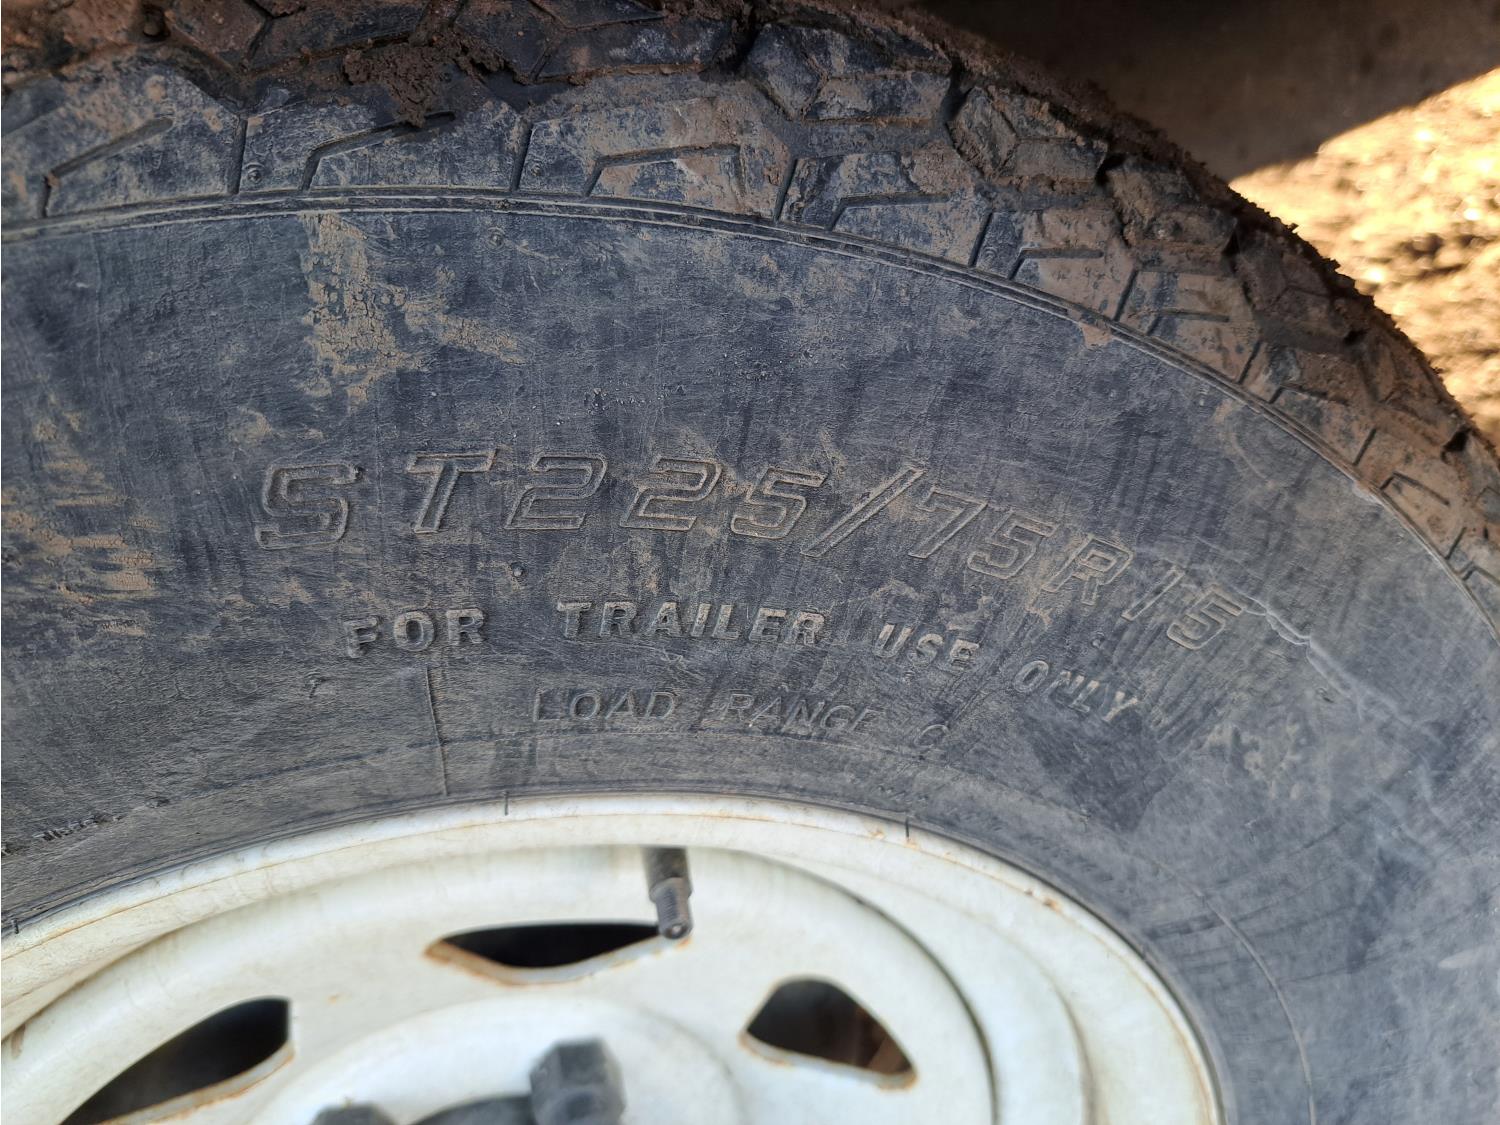 ST225/75R15
FOR TRAILER USE ONLY
LOAD RANGE C